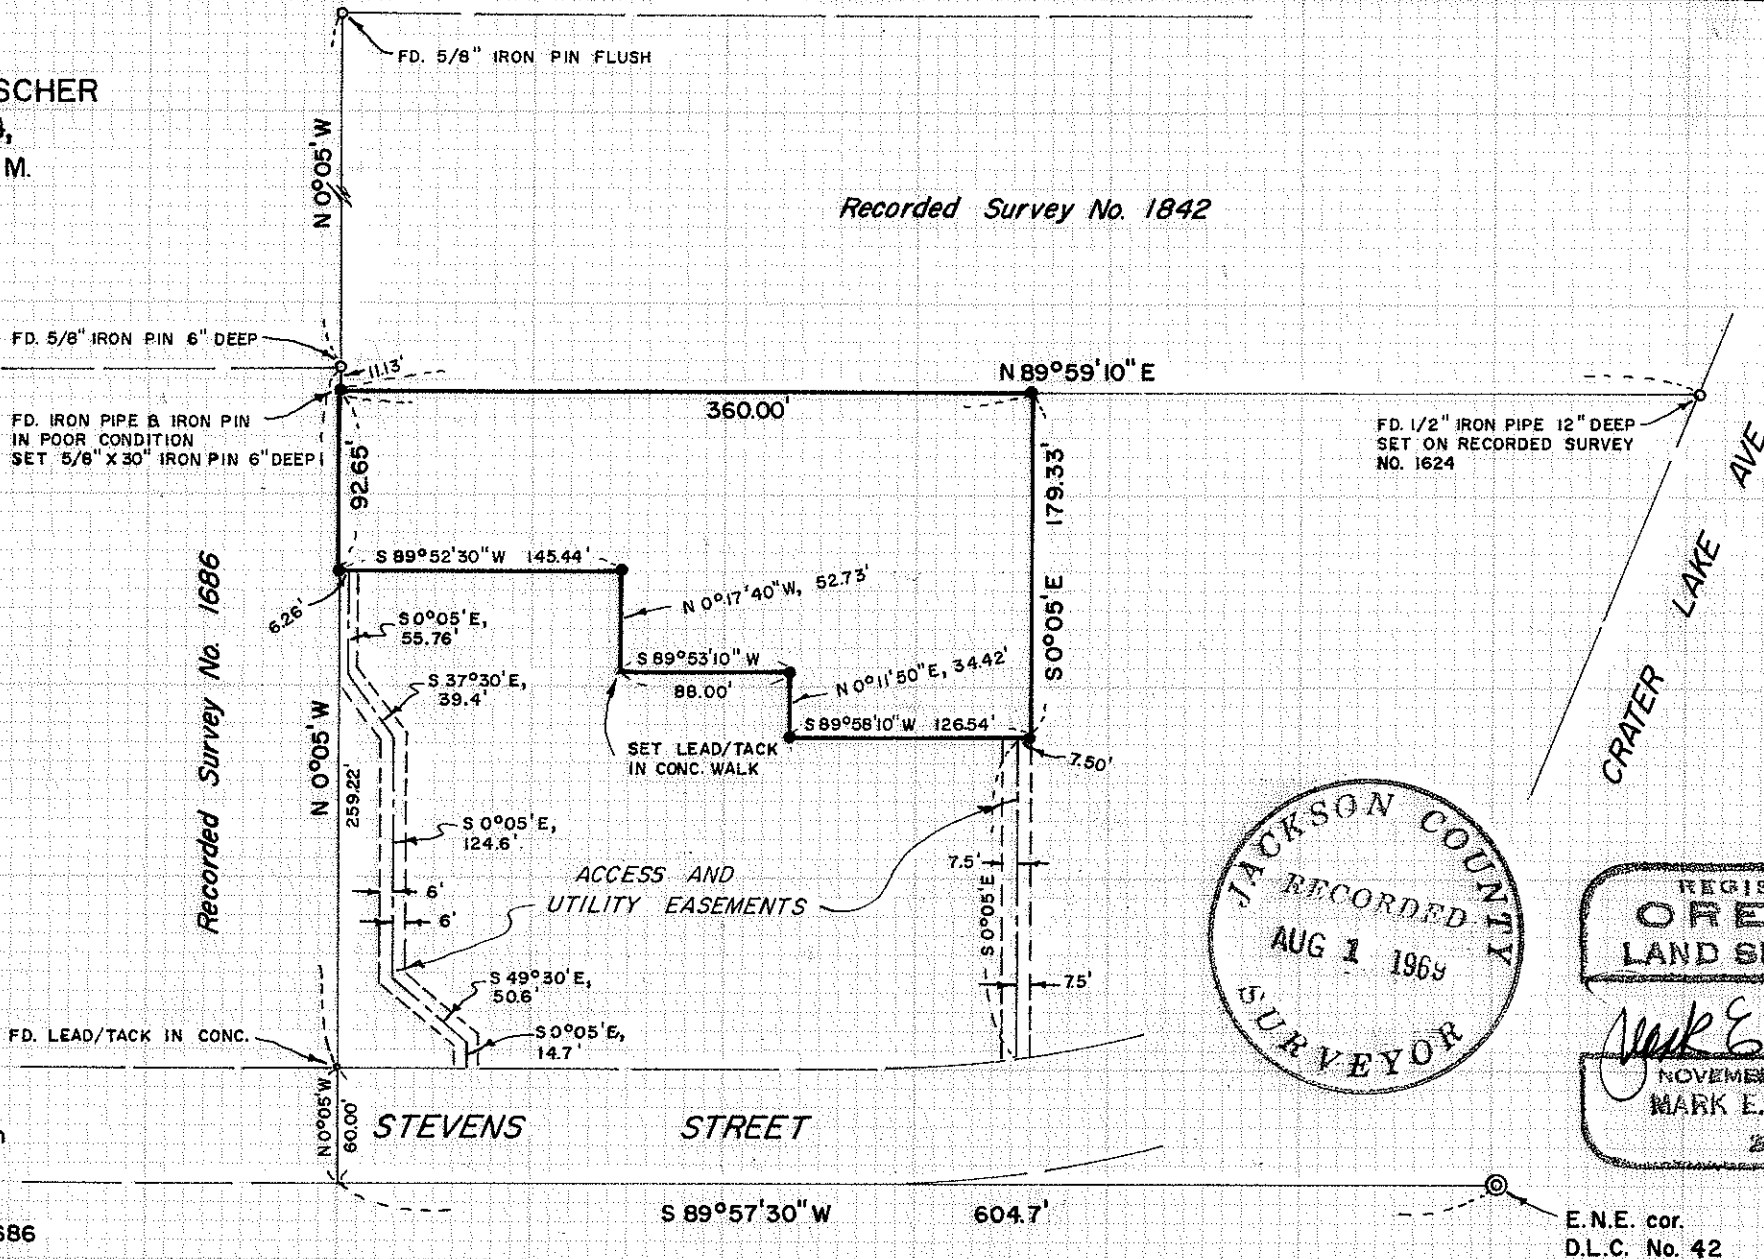 FD. 5/8" IRON PIN FLUSH
SCHER
M.
N 0°05' W
Recorded Survey No. 1842
FD. 5/8" IRON PIN 6" DEEP
11.13'
N 89°59'10" E
360.00'
FD. IRON PIPE & IRON PIN
IN POOR CONDITION
SET 5/8" X 30" IRON PIN 6" DEEP
FD. 1/2" IRON PIPE 12" DEEP
SET ON RECORDED SURVEY
NO. 1624
92.65'
179.33'
S 0°05' E
CRATER LAKE AVE
S 89°52'30" W 145.44'
N 0°17'40" W, 52.73'
6.26'
S 0°05' E,
55.76'
S 89°53'10" W
88.00'
N 0°11'50" E, 34.42'
S 37°30' E,
39.4'
S 89°58'10" W 126.54'
Recorded Survey No. 1686
N 0°05' W
259.22'
SET LEAD/TACK
IN CONC. WALK
7.50'
S 0°05' E,
124.6'
ACCESS AND
UTILITY EASEMENTS
6'
6'
7.5'
S 0°05' E
7.5'
JACKSON COUNTY
RECORDED
AUG 1 1969
SURVEYOR
REGIS
ORE
LAND S
S 49°30' E,
50.6'
S 0°05' E,
14.7'
FD. LEAD/TACK IN CONC.
NOVEMBE
MARK E.
N 0°05' W
60.00'
STEVENS STREET
S 89°57'30" W 604.7'
E.N.E. cor.
D.L.C. No. 42
686